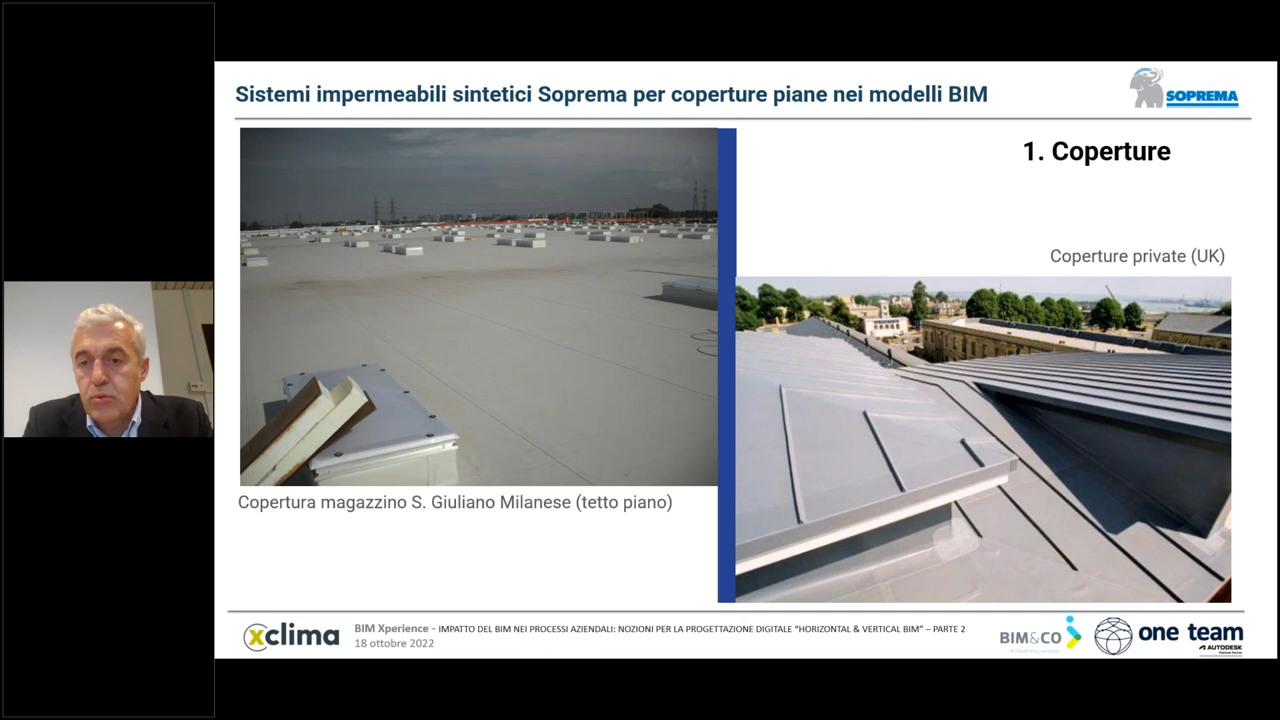 Sistemi impermeabili sintetici Soprema per coperture piane nei modelli BIM
SOPREMA
1. Coperture
Coperture private (UK)
Copertura magazzino S. Giuliano Milanese (tetto piano)
xclima
BIM Xperience - IMPATTO DEL BIM NEI PROCESSI AZIENDALI: NOZIONI PER LA PROGETTAZIONE DIGITALE “HORIZONTAL & VERTICAL BIM” – PARTE 2
18 ottobre 2022
BIM&CO
one team
AUTODESK